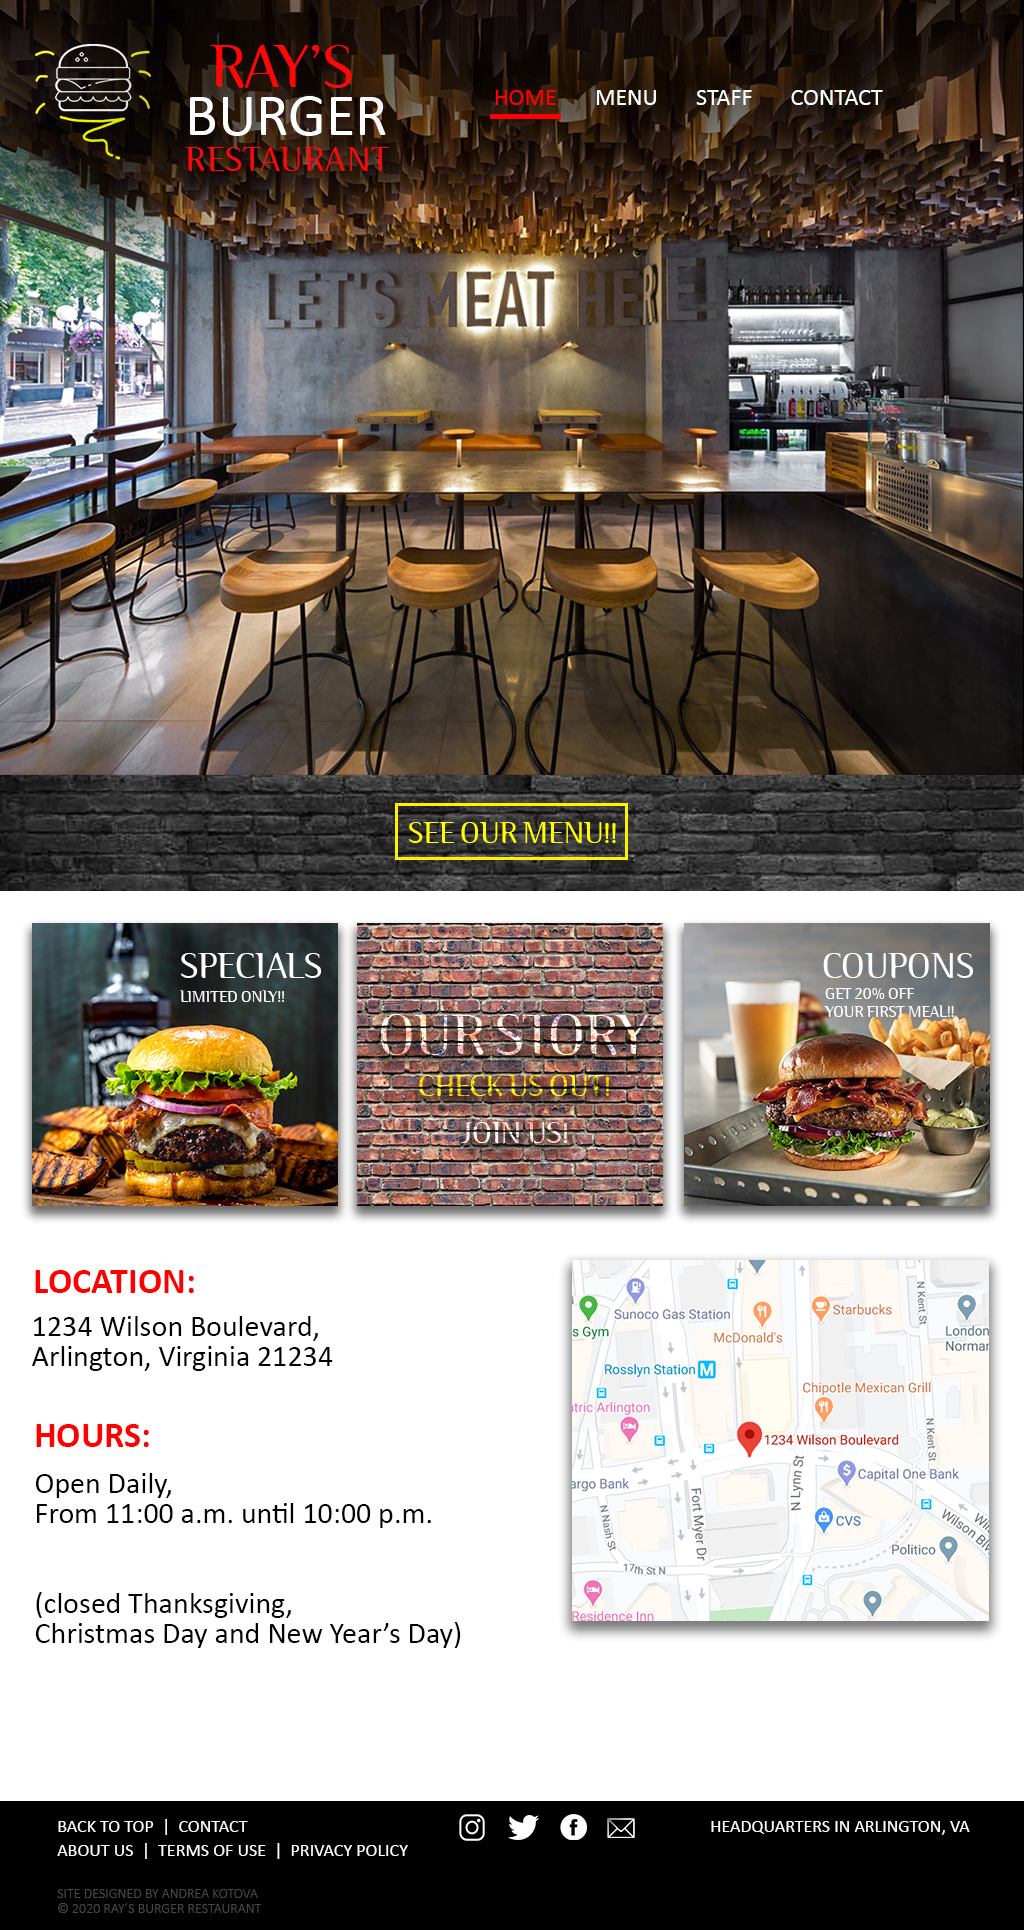 RAY'S
BURGER
RESTAURANT
HOME MENU STAFF CONTACT
LET'S MEAT HERE
SEE OUR MENU!!
SPECIALS
LIMITED ONLY!!
OUR STORY
CHECK US OUT!
JOIN US!
COUPONS
GET 20% OFF
YOUR FIRST MEAL!!
LOCATION:
1234 Wilson Boulevard,
Arlington, Virginia 21234
HOURS:
Open Daily,
From 11:00 a.m. until 10:00 p.m.
(closed Thanksgiving,
Christmas Day and New Year’s Day)
Sunoco Gas Station
Starbucks
s Gym
McDonald's
London
Norman
N Kent St
Rosslyn Station M
Chipotle Mexican Grill
ntric Arlington
1234 Wilson Boulevard
N Kent St
argo Bank
Capital One Bank
N Lynn St
Fort Myer Dr
N Nash St
CVS
Wilson Blv
Wil
Politico
17th St N
Residence Inn
BACK TO TOP | CONTACT
ABOUT US | TERMS OF USE | PRIVACY POLICY
HEADQUARTERS IN ARLINGTON, VA
SITE DESIGNED BY ANDREA KOTOVA
© 2020 RAY'S BURGER RESTAURANT